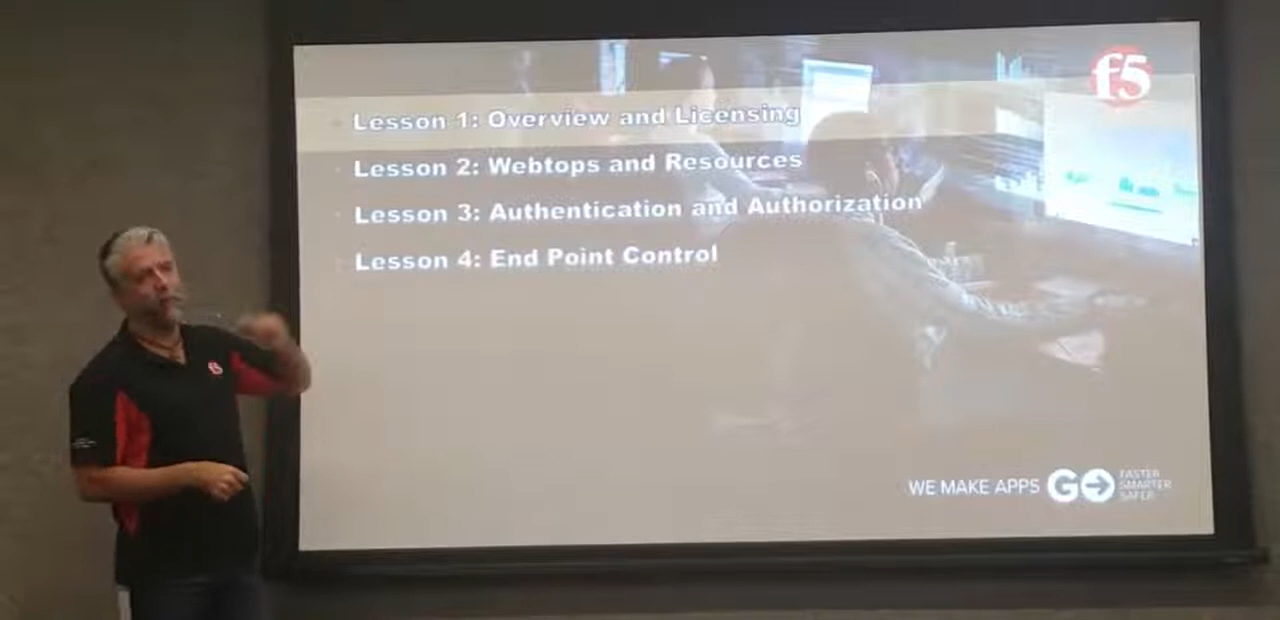 f5
Lesson 1: Overview and Licensing
Lesson 2: Webtops and Resources
Lesson 3: Authentication and Authorization
Lesson 4: End Point Control
WE MAKE APPS GO
FASTER
SMARTER
SAFER